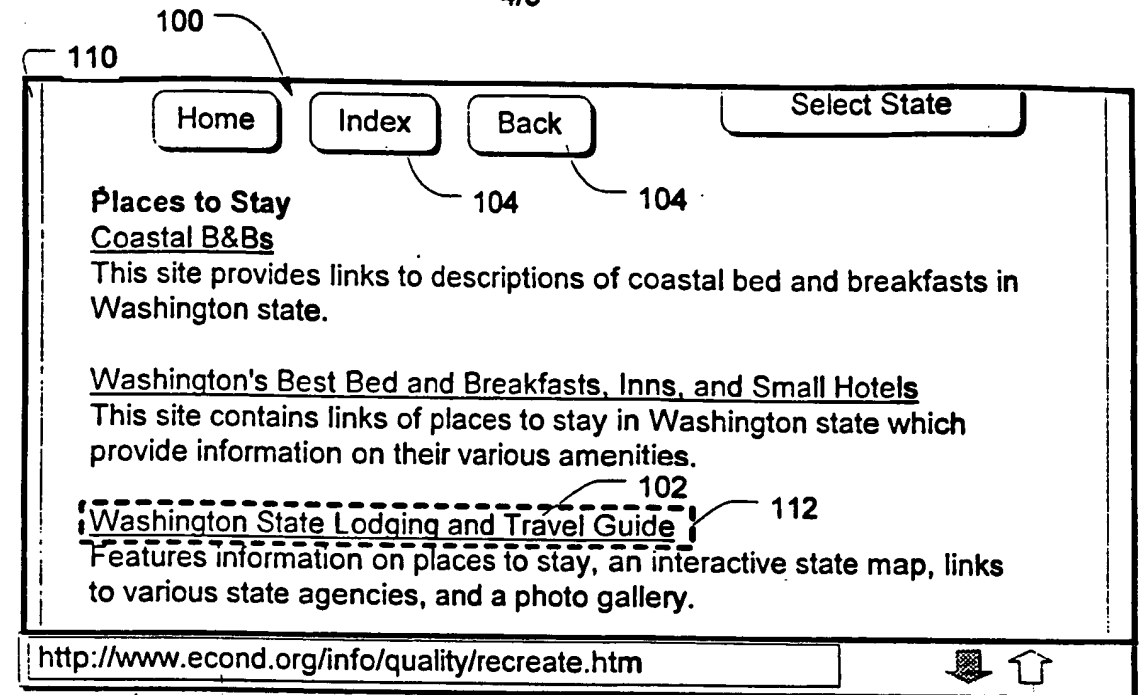 100
110
Home Index Back Select State
104 104
Places to Stay
Coastal B&Bs
This site provides links to descriptions of coastal bed and breakfasts in
Washington state.
Washington's Best Bed and Breakfasts, Inns, and Small Hotels
This site contains links of places to stay in Washington state which
provide information on their various amenities.
102
112
Washington State Lodging and Travel Guide
Features information on places to stay, an interactive state map, links
to various state agencies, and a photo gallery.
http://www.econd.org/info/quality/recreate.htm